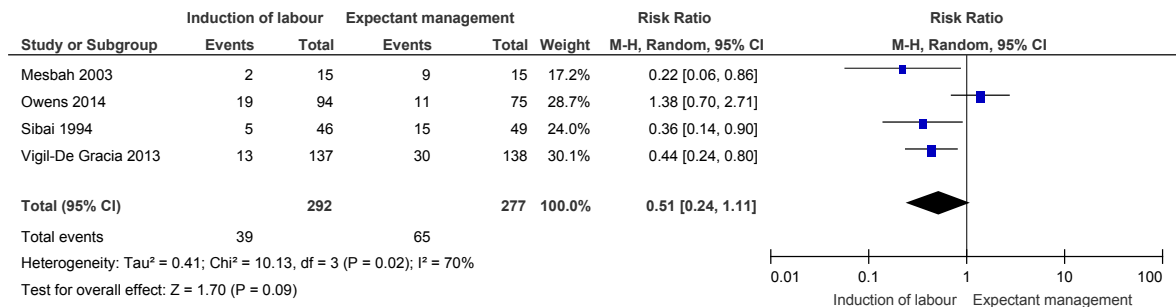 Induction of labour Expectant management Risk Ratio Risk Ratio
Study or Subgroup Events Total Events Total Weight M-H, Random, 95% CI M-H, Random, 95% CI
Mesbah 2003 2 15 9 15 17.2% 0.22 [0.06, 0.86]
Owens 2014 19 94 11 75 28.7% 1.38 [0.70, 2.71]
Sibai 1994 5 46 15 49 24.0% 0.36 [0.14, 0.90]
Vigil-De Gracia 2013 13 137 30 138 30.1% 0.44 [0.24, 0.80]
Total (95% CI) 292 277 100.0% 0.51 [0.24, 1.11]
Total events 39 65
Heterogeneity: Tau² = 0.41; Chi² = 10.13, df = 3 (P = 0.02); I² = 70%
Test for overall effect: Z = 1.70 (P = 0.09)
0.01 0.1 1 10 100
Induction of labour Expectant management